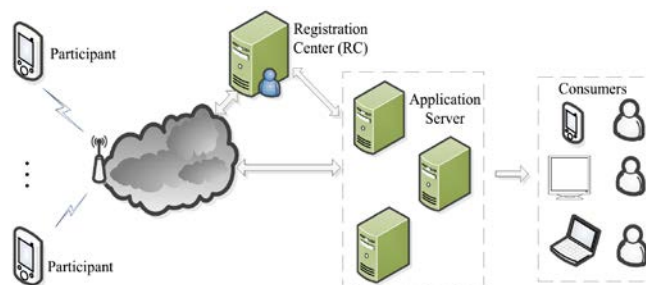 Participant
Registration
Center (RC)
Application
Server
Consumers
Participant